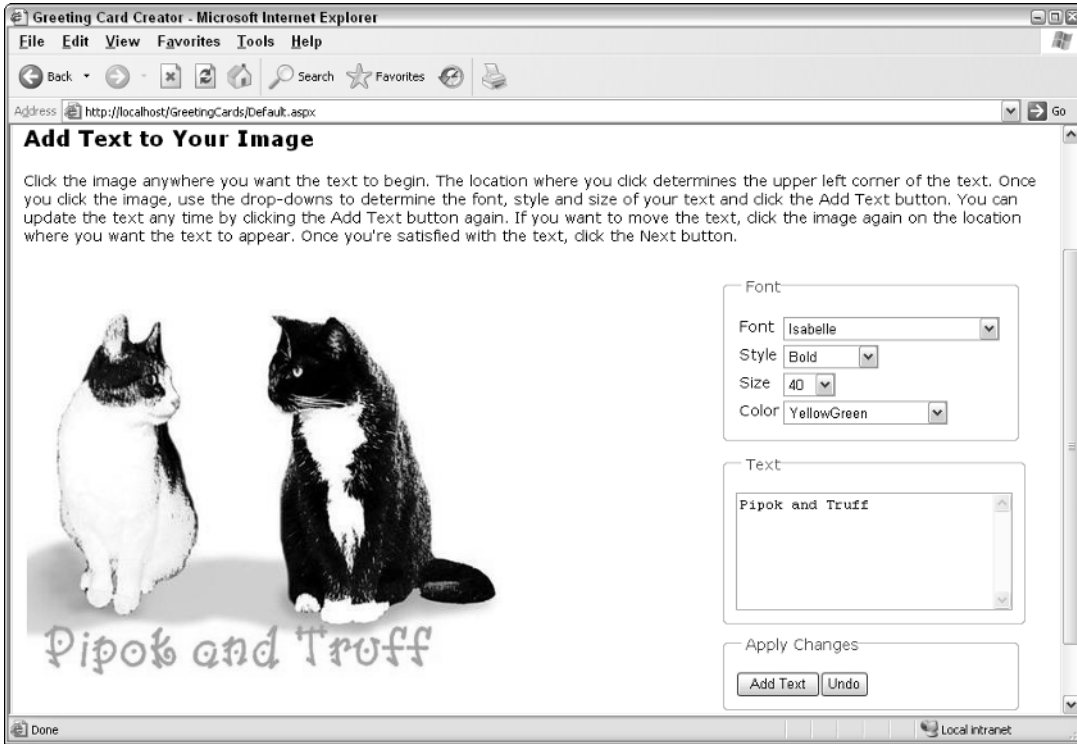 Greeting Card Creator - Microsoft Internet Explorer
File Edit View Favorites Tools Help
Back Search Favorites
Address http://localhost/GreetingCards/Default.aspx Go
Add Text to Your Image
Click the image anywhere you want the text to begin. The location where you click determines the upper left corner of the text. Once
you click the image, use the drop-downs to determine the font, style and size of your text and click the Add Text button. You can
update the text any time by clicking the Add Text button again. If you want to move the text, click the image again on the location
where you want the text to appear. Once you're satisfied with the text, click the Next button.
Font
Font Isabelle
Style Bold
Size 40
Color YellowGreen
Text
Pipok and Truff
Pipok and Truff
Apply Changes
Add Text Undo
Done Local intranet